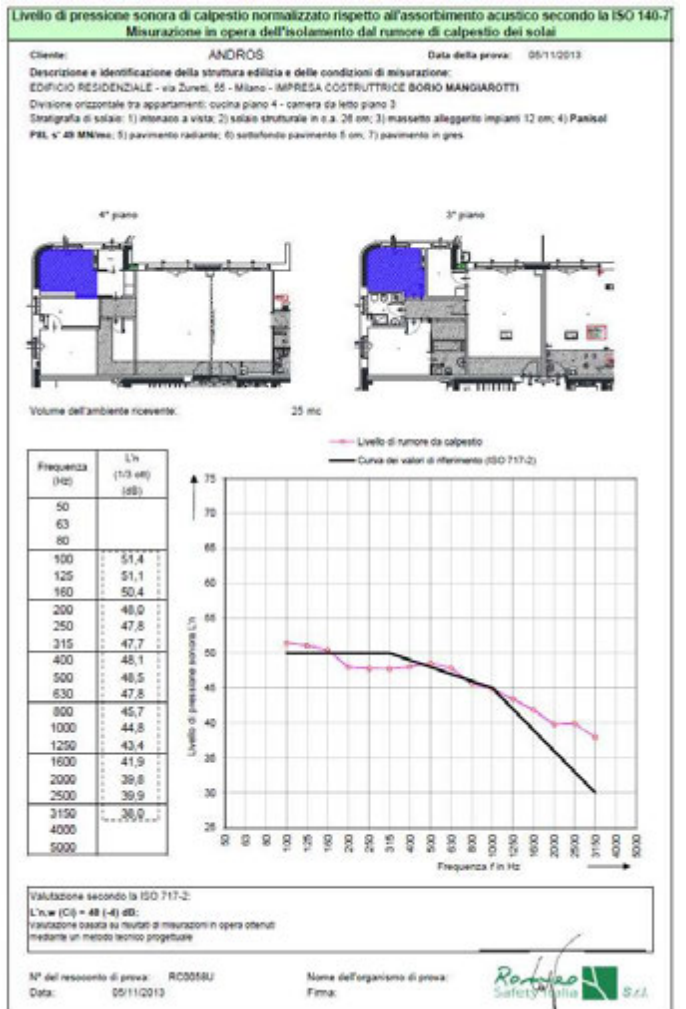 Livello di pressione sonora di calpestio normalizzato rispetto all'assorbimento acustico secondo la ISO 140-7
Misurazione in opera dell'isolamento dal rumore di calpestio dei solai
Cliente: ANDROS Data della prova: 05/11/2013
Descrizione e identificazione della struttura edilizia e delle condizioni di misurazione:
EDIFICIO RESIDENZIALE - via Zuretti, 55 - Milano - IMPRESA COSTRUTTRICE BORIO MANGIAROTTI
Divisione orizzontale tra appartamenti: cucina piano 4 - camera da letto piano 3
Stratigrafia di solaio: 1) intonaco a vista; 2) solaio strutturale in c.a. 26 cm; 3) massetto alleggerito impianti 12 cm; 4) Panisol
s' 49 MN/mc; 5) pavimento radiante; 6) sottofondo pavimento 5 cm; 7) pavimento in gres
4° piano 3° piano
Volume dell'ambiente ricevente: 25 mc
Livello di rumore da calpestio
Curva dei valori di riferimento (ISO 717-2)
Frequenza (Hz) L'n (1/3 ott) (dB)
50
63
80
100 51,4
125 51,1
160 50,4
200 48,0
250 47,8
315 47,7
400 48,1
500 48,5
630 47,8
800 45,7
1000 44,8
1250 43,4
1600 41,9
2000 39,8
2500 39,9
3150 38,0
4000
5000
Livello di pressione sonora L'n
75
70
65
60
55
50
45
40
35
30
25
50 63 80 100 125 160 200 250 315 400 500 630 800 1000 1250 1600 2000 2500 3150 4000 5000
Frequenza f in Hz
Valutazione secondo la ISO 717-2:
L'n,w (Ci) = 48 (-4) dB;
Valutazione basata su risultati di misurazioni in opera ottenuti
mediante un metodo tecnico progettuale
N° del resoconto di prova: RC0058U Nome dell'organismo di prova:
Data: 05/11/2013 Firma:
Romeo
Safety Italia S.r.l.